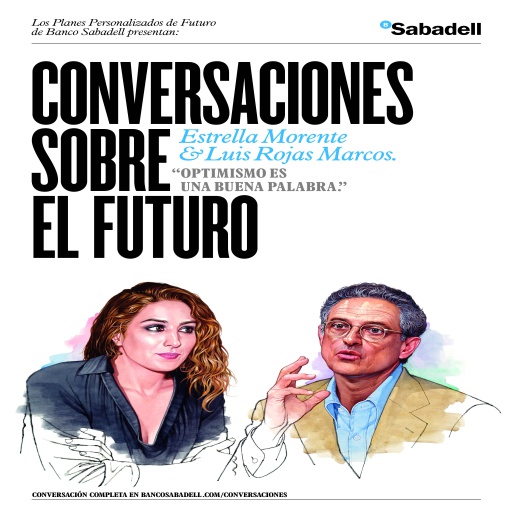 Los Planes Personalizados de Futuro
de Banco Sabadell presentan:
B Sabadell
CONVERSACIONES
SOBRE
Estrella Morente
& Luis Rojas Marcos.
“OPTIMISMO ES
UNA BUENA PALABRA.”
EL FUTURO
CONVERSACIÓN COMPLETA EN BANCOSABADELL.COM/CONVERSACIONES